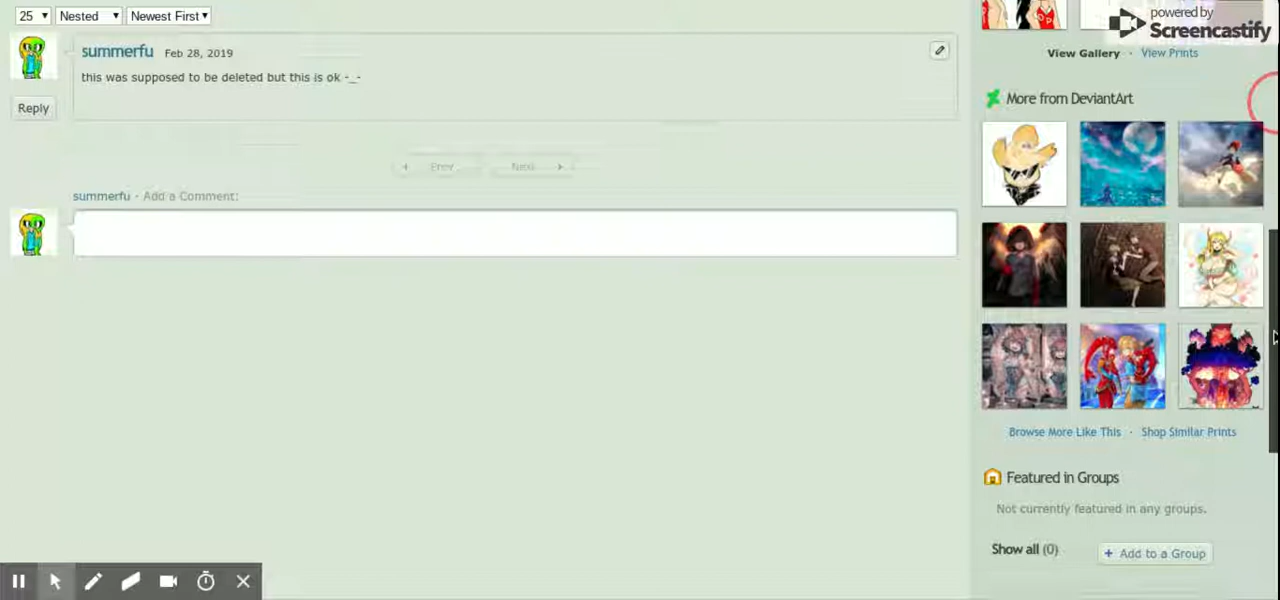 25 Nested Newest First
powered by
Screencastify
summerfu Feb 28, 2019
this was supposed to be deleted but this is ok -_-
Reply
Prev Next
summerfu · Add a Comment:
View Gallery · View Prints
More from DeviantArt
Browse More Like This · Shop Similar Prints
Featured in Groups
Not currently featured in any groups.
Show all (0) + Add to a Group